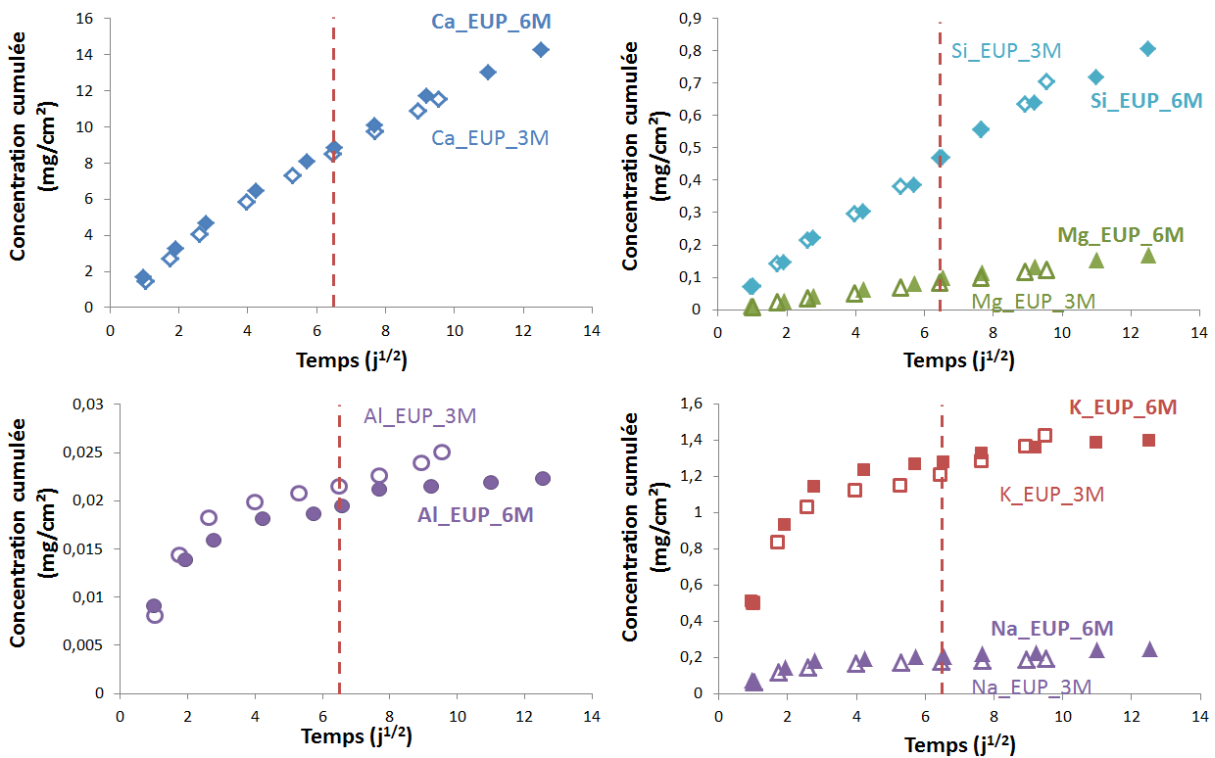 Concentration cumulée
(mg/cm²)
16
14
12
10
8
6
4
2
0
Ca_EUP_6M
Ca_EUP_3M
0 2 4 6 8 10 12 14
Temps (j1/2)
Concentration cumulée
(mg/cm²)
0,9
0,8
0,7
0,6
0,5
0,4
0,3
0,2
0,1
0
Si_EUP_3M
Si_EUP_6M
Mg_EUP_6M
Mg_EUP_3M
0 2 4 6 8 10 12 14
Temps (j1/2)
Concentration cumulée
(mg/cm²)
0,03
0,025
0,02
0,015
0,01
0,005
0
Al_EUP_3M
Al_EUP_6M
0 2 4 6 8 10 12 14
Temps (j1/2)
Concentration cumulée
(mg/cm²)
1,6
1,4
1,2
1
0,8
0,6
0,4
0,2
0
K_EUP_6M
K_EUP_3M
Na_EUP_6M
Na_EUP_3M
0 2 4 6 8 10 12 14
Temps (j1/2)